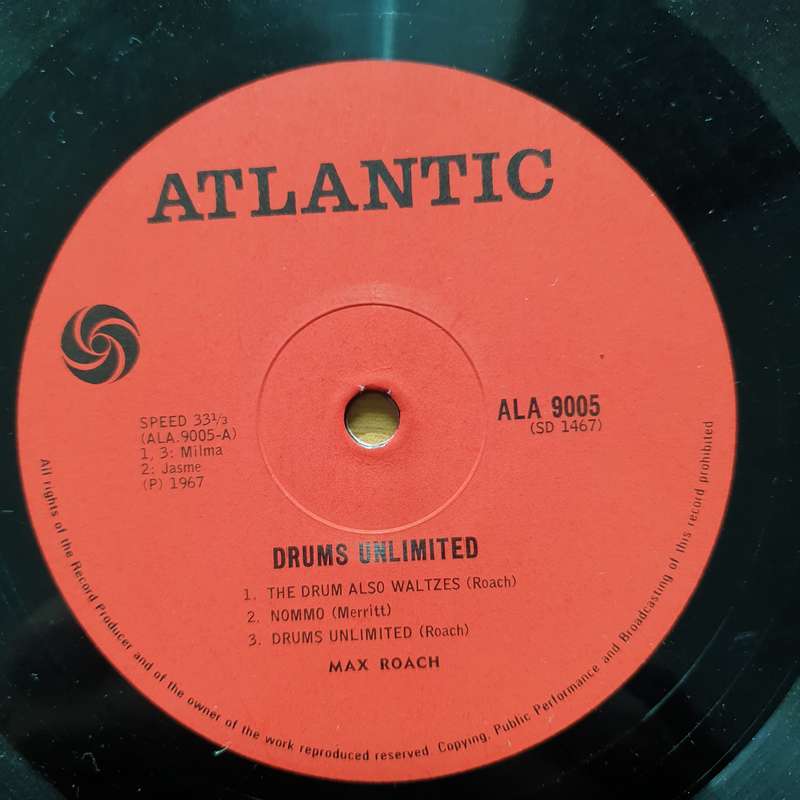 ATLANTIC
SPEED 33⅓
(ALA.9005-A)
1, 3: Milma
2: Jasme
(P) 1967
ALA 9005
(SD 1467)
DRUMS UNLIMITED
1. THE DRUM ALSO WALTZES (Roach)
2. NOMMO (Merritt)
3. DRUMS UNLIMITED (Roach)
MAX ROACH
All rights of the Record Producer and of the owner of the work reproduced reserved. Copying, Public Performance and Broadcasting of this record prohibited